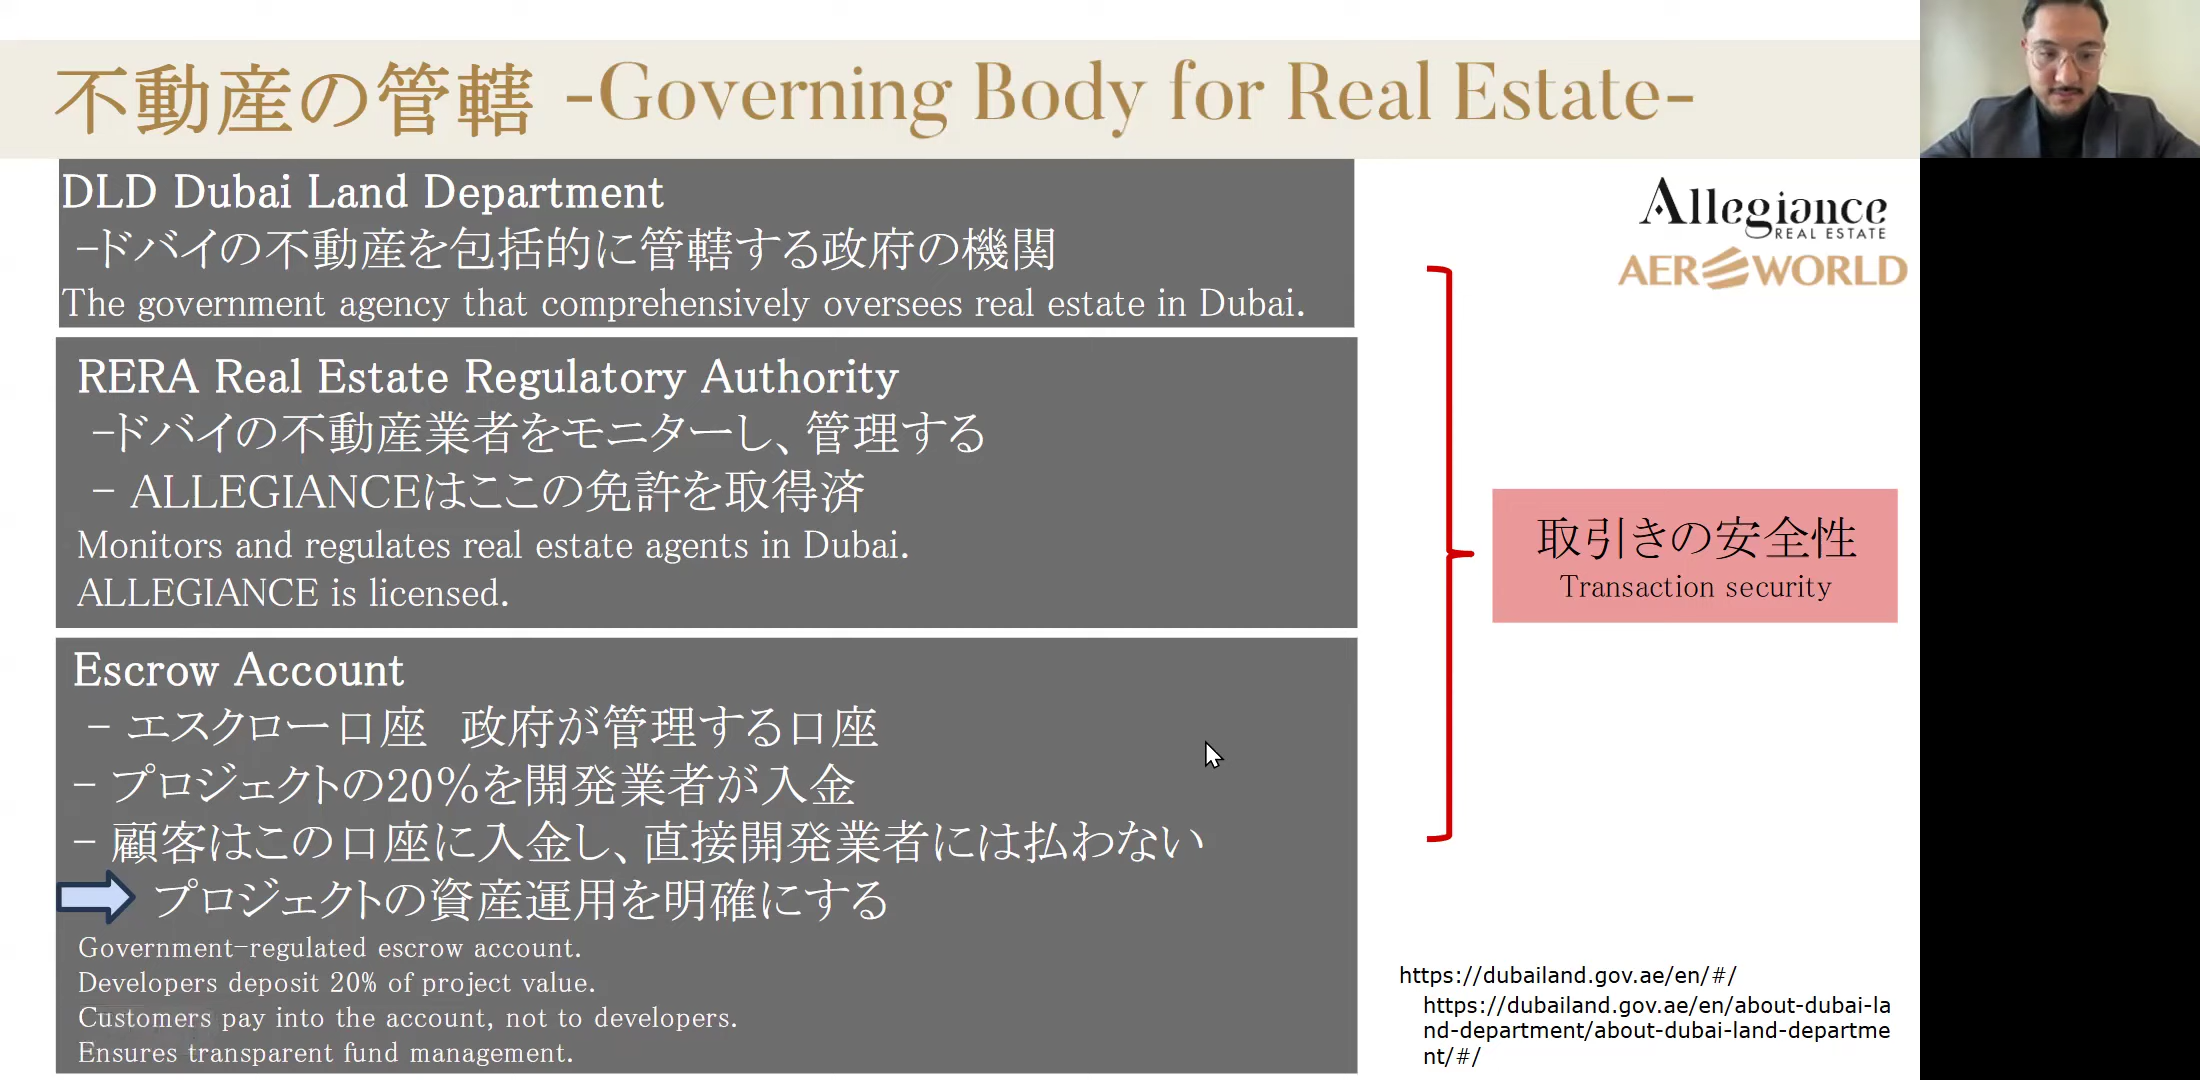 不動産の管轄 -Governing Body for Real Estate-
DLD Dubai Land Department
-ドバイの不動産を包括的に管轄する政府の機関
The government agency that comprehensively oversees real estate in Dubai.
RERA Real Estate Regulatory Authority
-ドバイの不動産業者をモニターし、管理する
- ALLEGIANCEはここの免許を取得済
Monitors and regulates real estate agents in Dubai.
ALLEGIANCE is licensed.
Escrow Account
- エスクロー口座 政府が管理する口座
- プロジェクトの20%を開発業者が入金
- 顧客はこの口座に入金し、直接開発業者には払わない
プロジェクトの資産運用を明確にする
Government-regulated escrow account.
Developers deposit 20% of project value.
Customers pay into the account, not to developers.
Ensures transparent fund management.
Allegiance
REAL ESTATE
AEROWORLD
取引きの安全性
Transaction security
https://dubailand.gov.ae/en/#/
https://dubailand.gov.ae/en/about-dubai-la
nd-department/about-dubai-land-departme
nt/#/